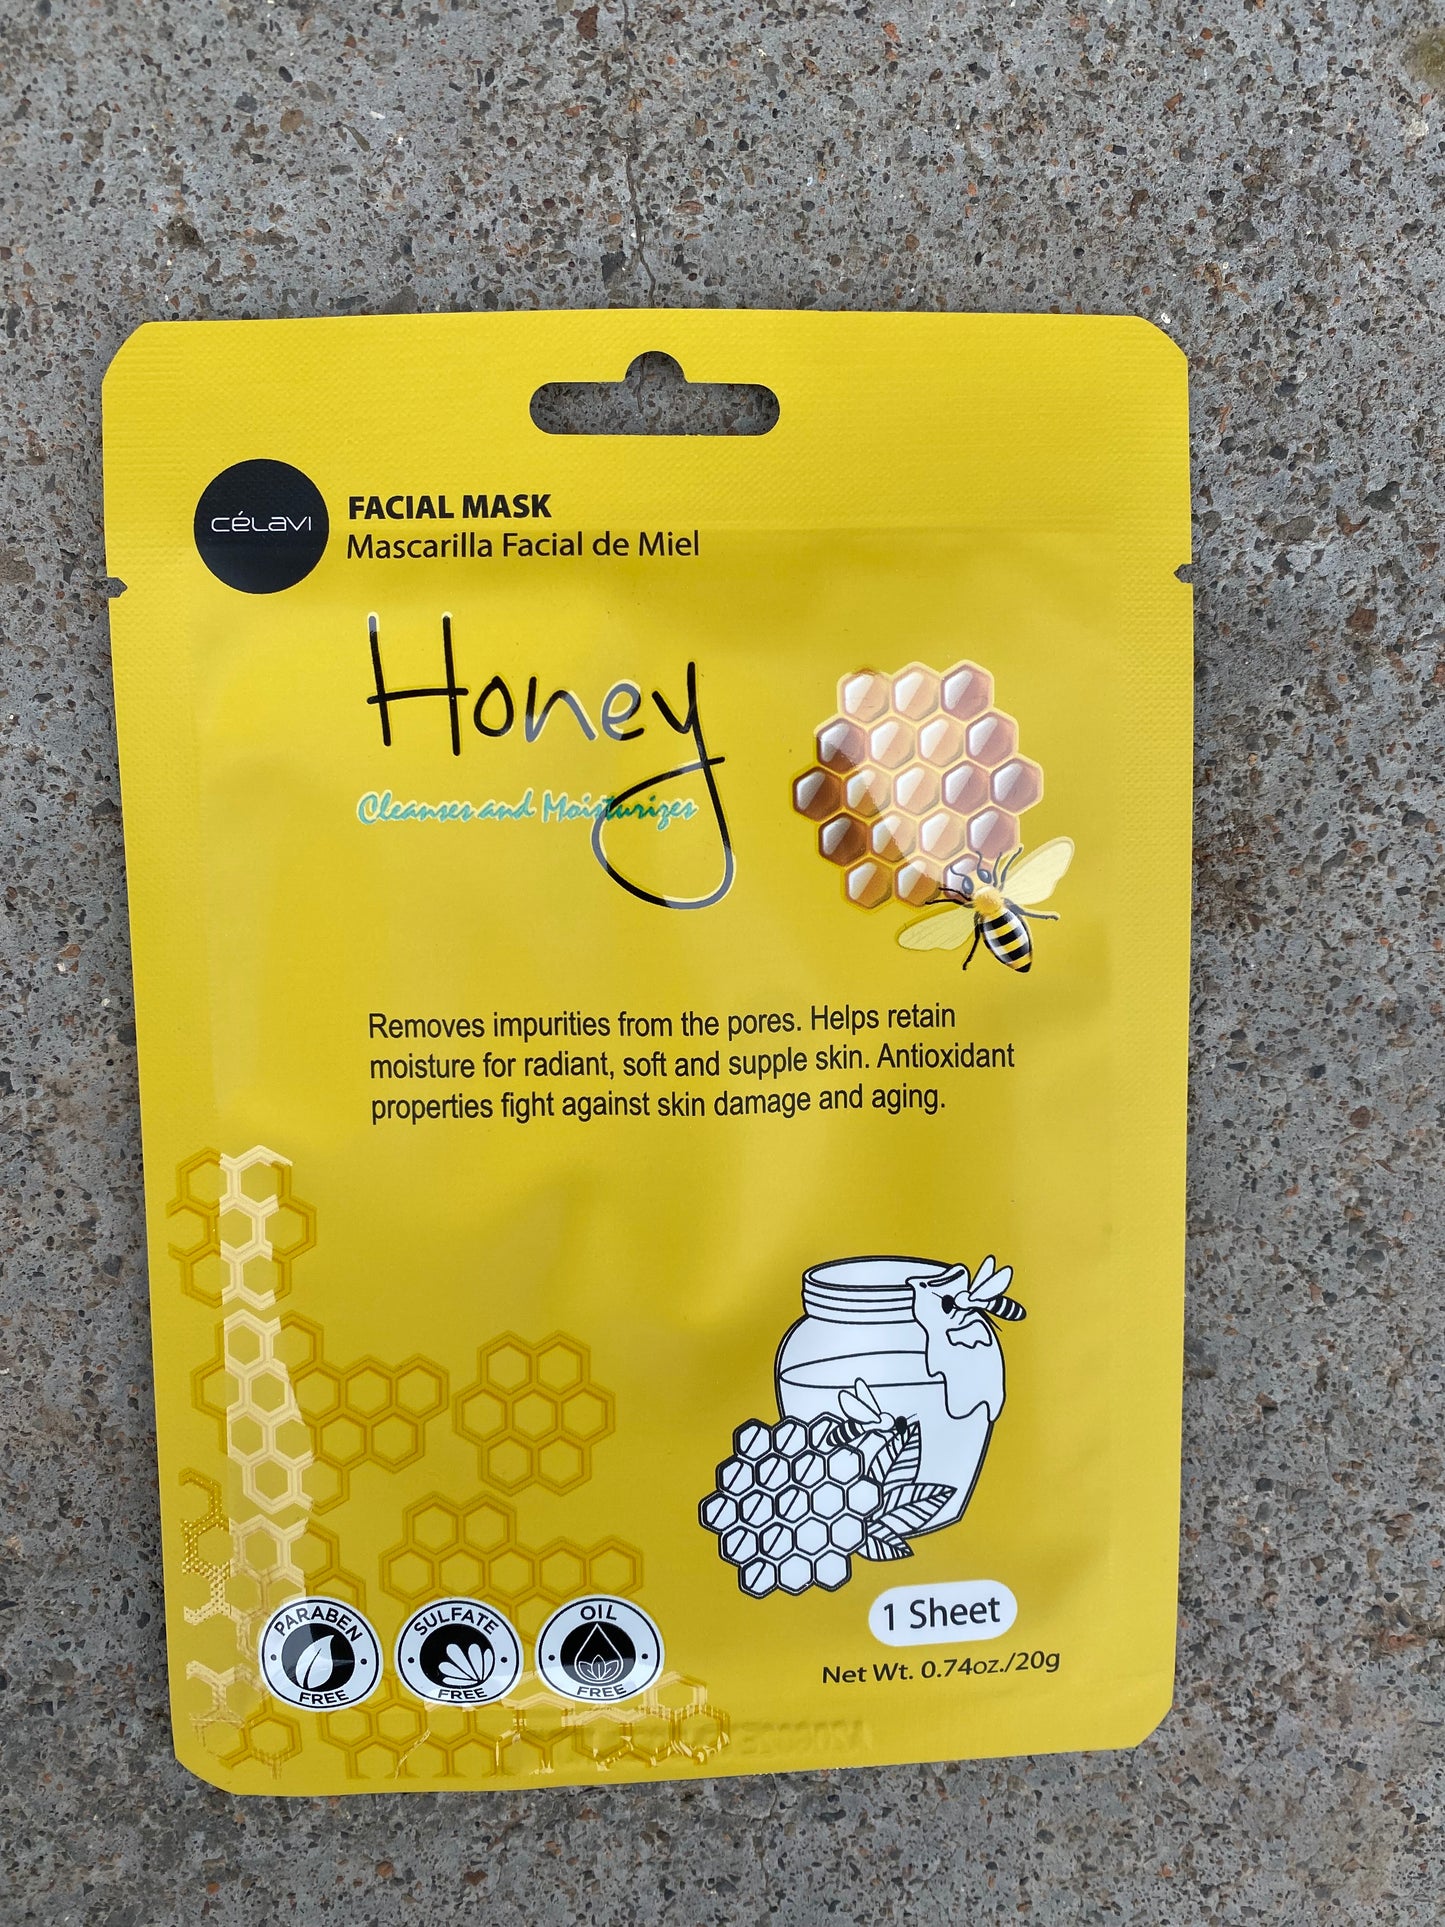 CÉLAVI
FACIAL MASK
Mascarilla Facial de Miel
Honey
Cleanses and Moisturizes
Removes impurities from the pores. Helps retain
moisture for radiant, soft and supple skin. Antioxidant
properties fight against skin damage and aging.
PARABEN
FREE
SULFATE
FREE
OIL
FREE
1 Sheet
Net Wt. 0.74oz./20g